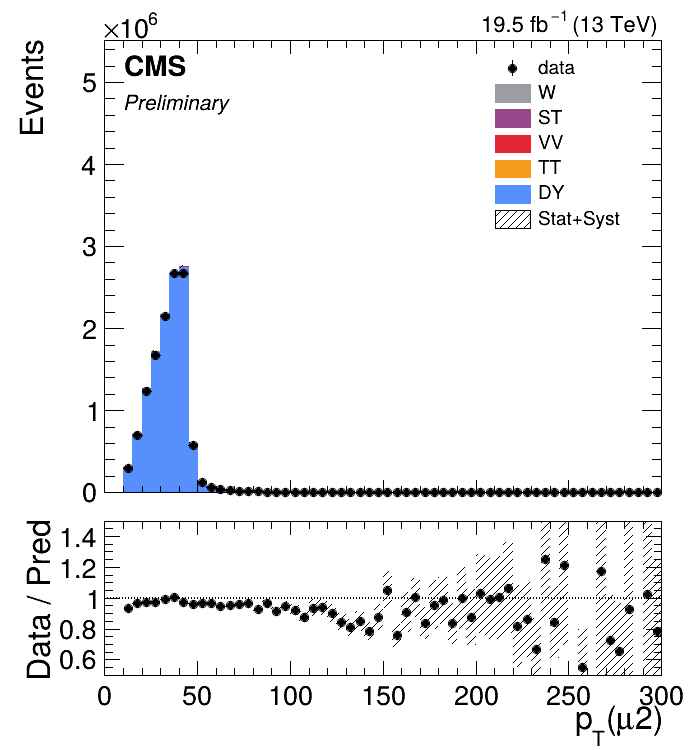 ×10⁶
19.5 fb⁻¹ (13 TeV)
Events
CMS
Preliminary
data
W
ST
VV
TT
DY
Stat+Syst
5
4
3
2
1
0
Data / Pred
1.4
1.2
1
0.8
0.6
0 50 100 150 200 250 300
p_T(μ2)